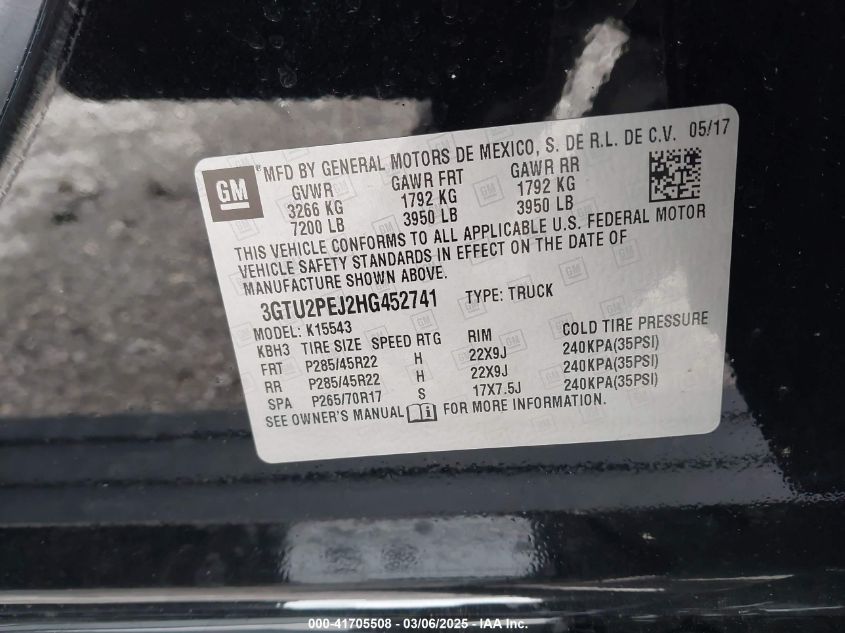 ®MFD BY GENERAL MOTORS DE MEXICO, S. DE R.L. DE C.V. 05/17
GM
GVWR GAWR FRT GAWR RR
3266 KG 1792 KG 1792 KG
7200 LB 3950 LB 3950 LB
THIS VEHICLE CONFORMS TO ALL APPLICABLE U.S. FEDERAL MOTOR
VEHICLE SAFETY STANDARDS IN EFFECT ON THE DATE OF
MANUFACTURE SHOWN ABOVE.
3GTU2PEJ2HG452741 TYPE: TRUCK
MODEL: K15543
KBH3 TIRE SIZE SPEED RTG RIM COLD TIRE PRESSURE
FRT P285/45R22 H 22X9J 240KPA(35PSI)
RR P285/45R22 H 22X9J 240KPA(35PSI)
SPA P265/70R17 S 17X7.5J 240KPA(35PSI)
SEE OWNER'S MANUAL FOR MORE INFORMATION.
000-41705508 - 03/06/2025 - IAA Inc.